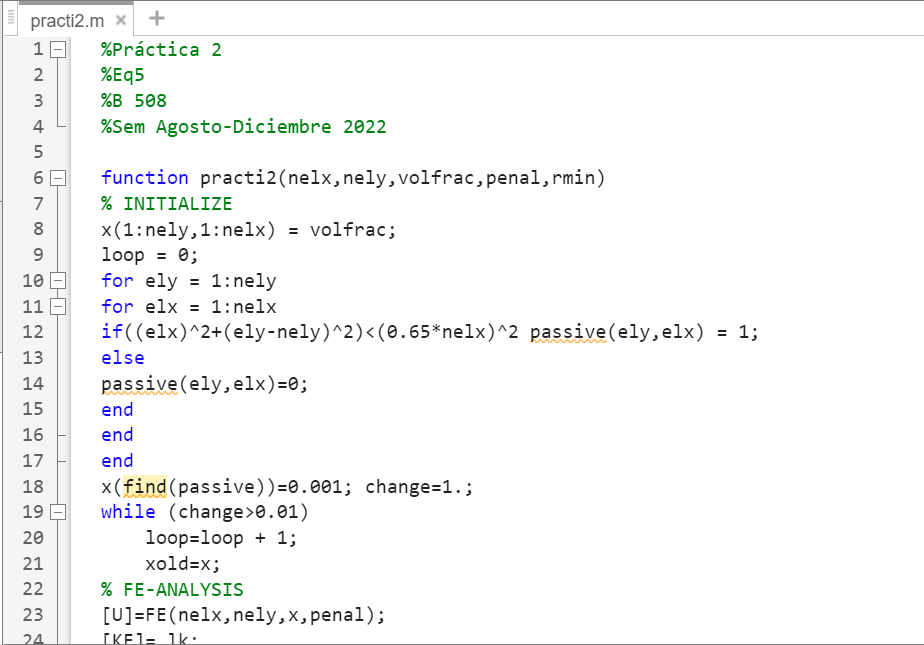 practi2.m × +
1 %Práctica 2
2 %Eq5
3 %B 508
4 %Sem Agosto-Diciembre 2022
5
6 function practi2(nelx,nely,volfrac,penal,rmin)
7 % INITIALIZE
8 x(1:nely,1:nelx) = volfrac;
9 loop = 0;
10 for ely = 1:nely
11 for elx = 1:nelx
12 if((elx)^2+(ely-nely)^2)<(0.65*nelx)^2 passive(ely,elx) = 1;
13 else
14 passive(ely,elx)=0;
15 end
16 end
17 end
18 x(find(passive))=0.001; change=1.;
19 while (change>0.01)
20 loop=loop + 1;
21 xold=x;
22 % FE-ANALYSIS
23 [U]=FE(nelx,nely,x,penal);
24 [KE]= lk;